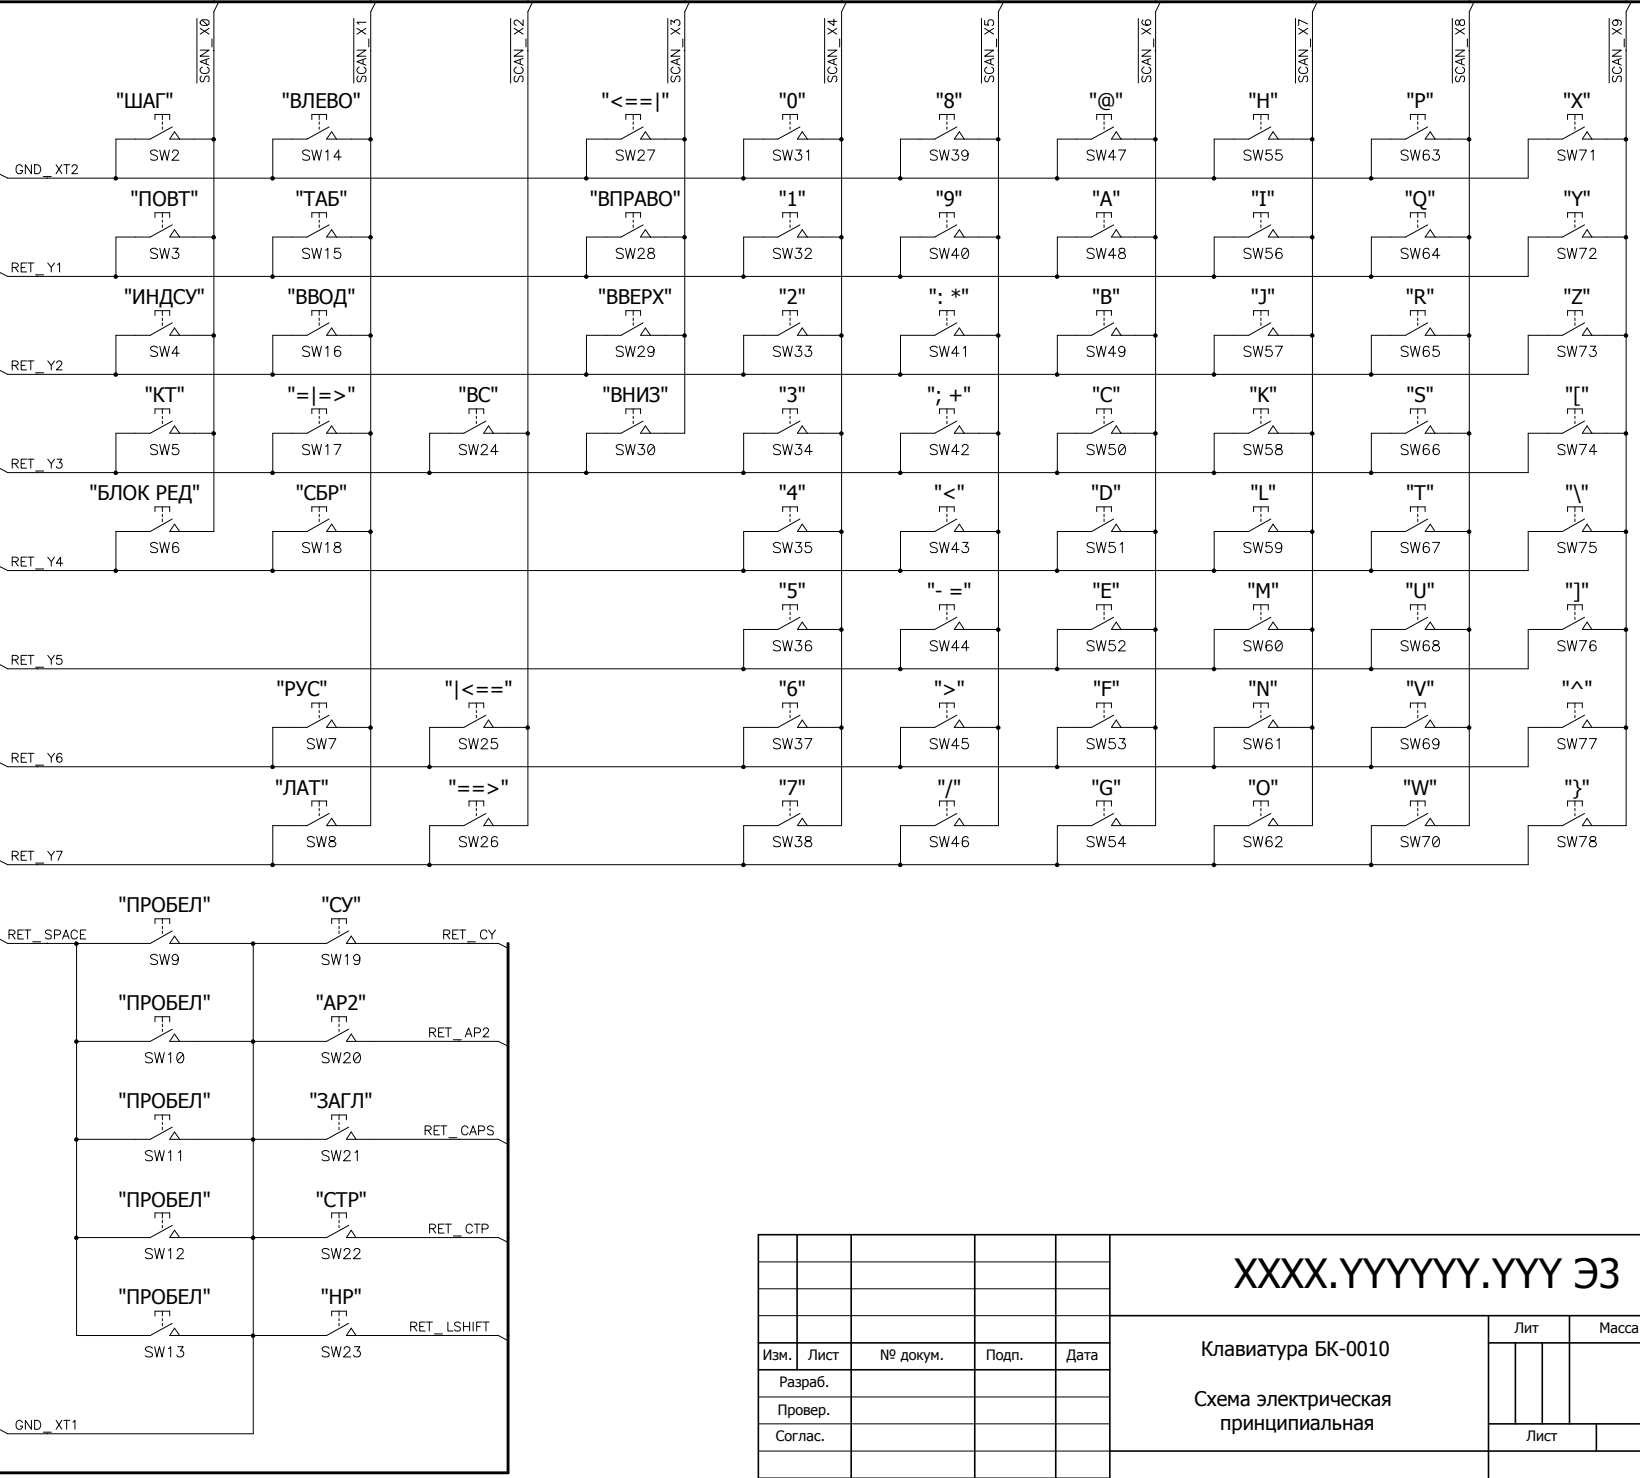 SCAN_X0 SCAN_X1 SCAN_X2 SCAN_X3 SCAN_X4 SCAN_X5 SCAN_X6 SCAN_X7 SCAN_X8 SCAN_X9
"ШАГ" "ВЛЕВО" "<==|" "0" "8" "@" "H" "P" "X"
SW2 SW14 SW27 SW31 SW39 SW47 SW55 SW63 SW71
GND_XT2
"ПОВТ" "ТАБ" "ВПРАВО" "1" "9" "A" "I" "Q" "Y"
SW3 SW15 SW28 SW32 SW40 SW48 SW56 SW64 SW72
RET_Y1
"ИНДСУ" "ВВОД" "ВВЕРХ" "2" ": *" "B" "J" "R" "Z"
SW4 SW16 SW29 SW33 SW41 SW49 SW57 SW65 SW73
RET_Y2
"КТ" "=|=>" "ВС" "ВНИЗ" "3" "; +" "C" "K" "S" "["
SW5 SW17 SW24 SW30 SW34 SW42 SW50 SW58 SW66 SW74
RET_Y3
"БЛОК РЕД" "СБР" "4" "<" "D" "L" "T" "\"
SW6 SW18 SW35 SW43 SW51 SW59 SW67 SW75
RET_Y4
"5" "- =" "E" "M" "U" "]"
SW36 SW44 SW52 SW60 SW68 SW76
RET_Y5
"РУС" "|<==" "6" ">" "F" "N" "V" "^"
SW7 SW25 SW37 SW45 SW53 SW61 SW69 SW77
RET_Y6
"ЛАТ" "==>" "7" "/" "G" "O" "W" "}"
SW8 SW26 SW38 SW46 SW54 SW62 SW70 SW78
RET_Y7
"ПРОБЕЛ" "СУ"
RET_SPACE RET_CY
SW9 SW19
"ПРОБЕЛ" "АР2"
RET_AP2
SW10 SW20
"ПРОБЕЛ" "ЗАГЛ"
RET_CAPS
SW11 SW21
"ПРОБЕЛ" "СТР"
RET_CTP
SW12 SW22
"ПРОБЕЛ" "НР"
RET_LSHIFT
SW13 SW23
GND_XT1
XXXX.YYYYYY.YYY Э3
Лит Масса
Изм. Лист № докум. Подп. Дата
Клавиатура БК-0010
Разраб.
Схема электрическая
Провер.
принципиальная
Соглас.
Лист